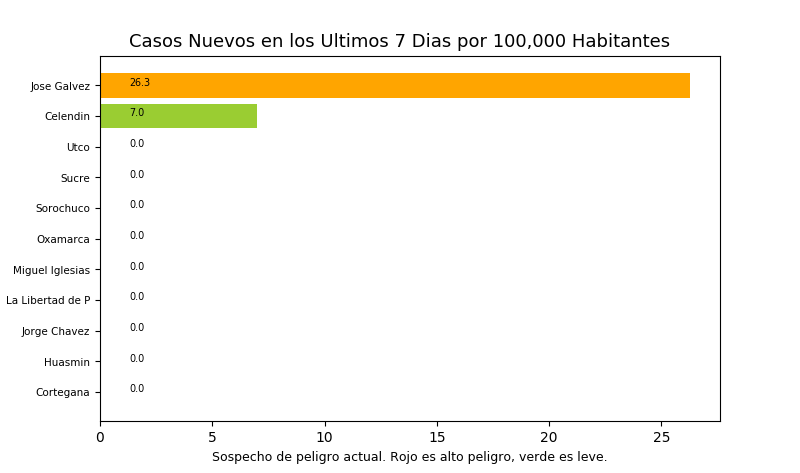 Casos Nuevos en los Ultimos 7 Dias por 100,000 Habitantes
Jose Galvez 26.3
Celendin 7.0
Utco 0.0
Sucre 0.0
Sorochuco 0.0
Oxamarca 0.0
Miguel Iglesias 0.0
La Libertad de P 0.0
Jorge Chavez 0.0
Huasmin 0.0
Cortegana 0.0
0 5 10 15 20 25
Sospecho de peligro actual. Rojo es alto peligro, verde es leve.